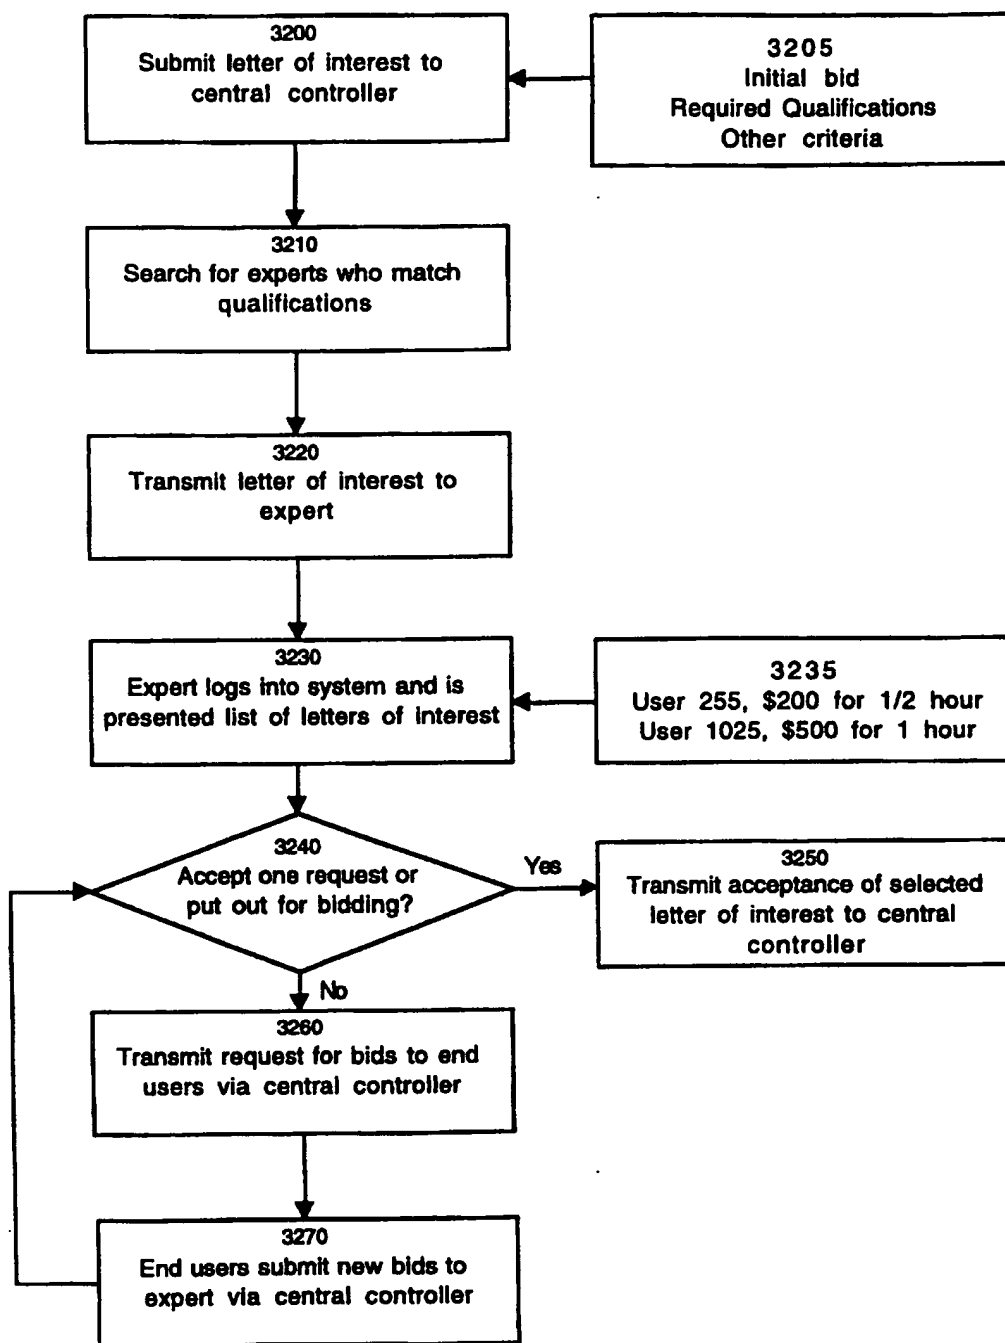 3200
Submit letter of interest to
central controller
3205
Initial bid
Required Qualifications
Other criteria
3210
Search for experts who match
qualifications
3220
Transmit letter of interest to
expert
3230
Expert logs into system and is
presented list of letters of interest
3235
User 255, $200 for 1/2 hour
User 1025, $500 for 1 hour
3240
Accept one request or
put out for bidding?
Yes
3250
Transmit acceptance of selected
letter of interest to central
controller
No
3260
Transmit request for bids to end
users via central controller
3270
End users submit new bids to
expert via central controller